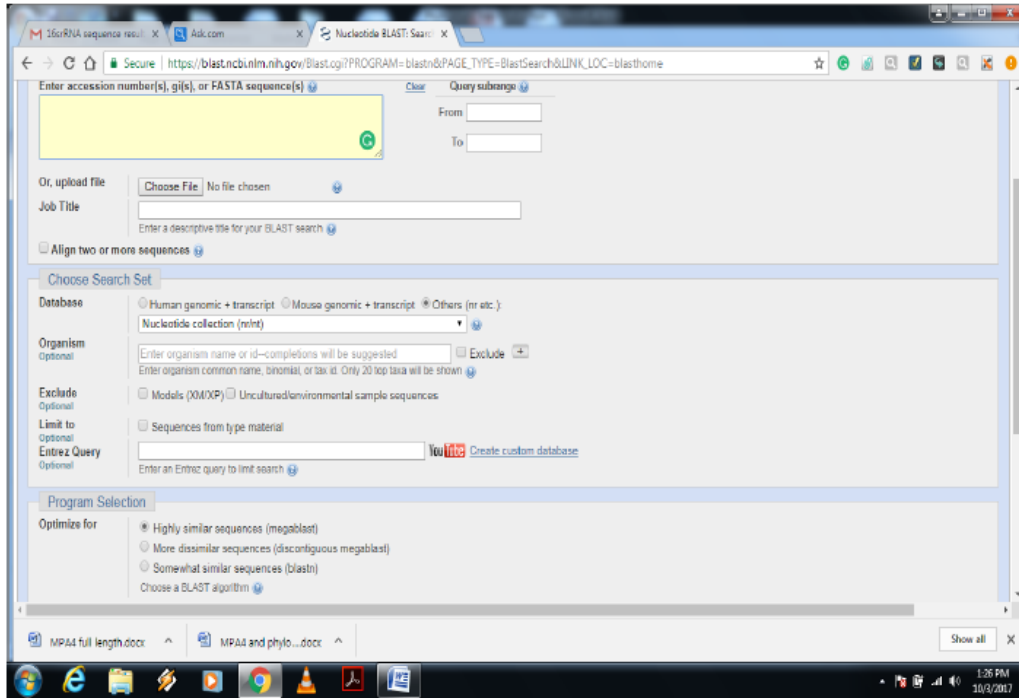 16srRNA sequence resul
Ask.com
Nucleotide BLAST: Searc
Secure | https://blast.ncbi.nlm.nih.gov/Blast.cgi?PROGRAM=blastn&PAGE_TYPE=BlastSearch&LINK_LOC=blasthome
Enter accession number(s), gi(s), or FASTA sequence(s) Clear Query subrange
From
To
Or, upload file Choose File No file chosen
Job Title
Enter a descriptive title for your BLAST search
Align two or more sequences
Choose Search Set
Database Human genomic + transcript Mouse genomic + transcript Others (nr etc.):
Nucleotide collection (nr/nt)
Organism
Optional
Enter organism name or id--completions will be suggested Exclude +
Enter organism common name, binomial, or tax id. Only 20 top taxa will be shown
Exclude
Optional
Models (XM/XP) Uncultured/environmental sample sequences
Limit to
Optional
Sequences from type material
Entrez Query
Optional
YouTube Create custom database
Enter an Entrez query to limit search
Program Selection
Optimize for Highly similar sequences (megablast)
More dissimilar sequences (discontiguous megablast)
Somewhat similar sequences (blastn)
Choose a BLAST algorithm
MPA4 full length.docx MPA4 and phylo....docx Show all
1:26 PM
10/3/2017